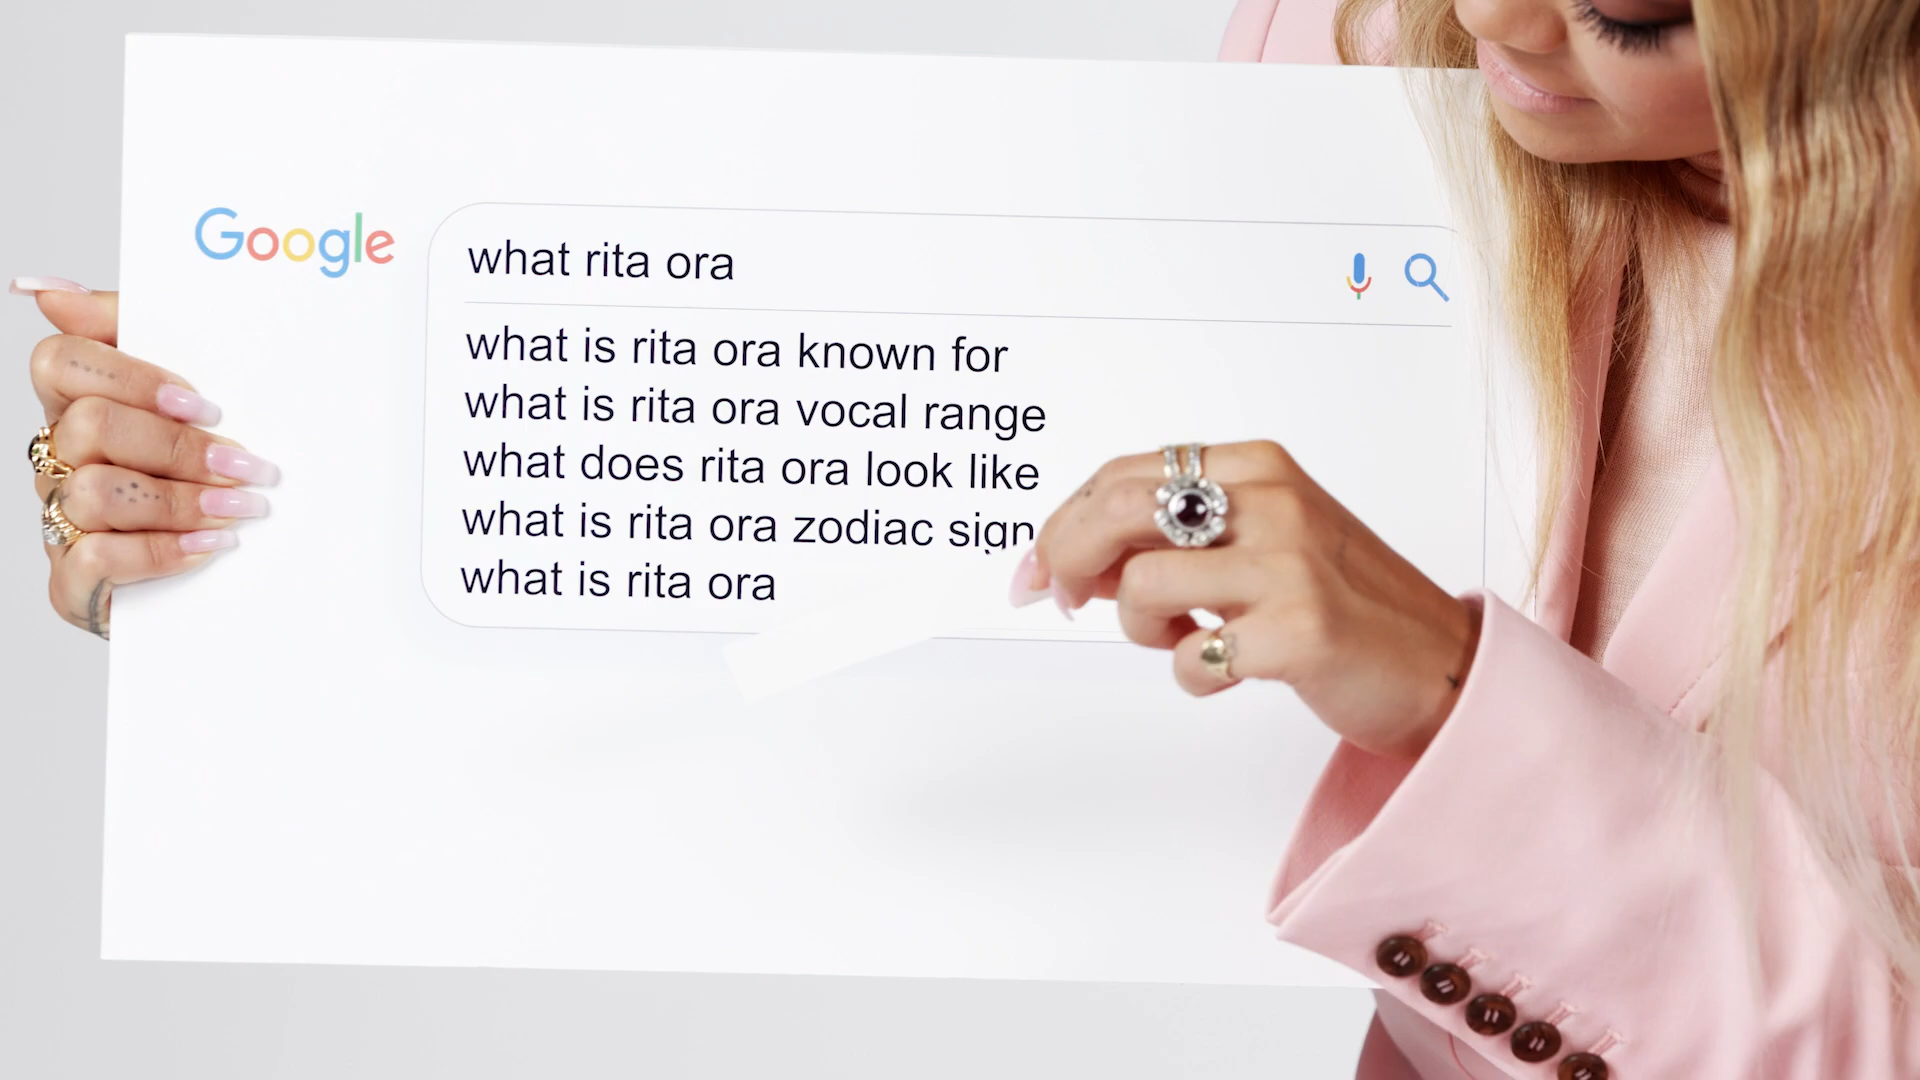 Google
what rita ora
what is rita ora known for
what is rita ora vocal range
what does rita ora look like
what is rita ora zodiac sign
what is rita ora